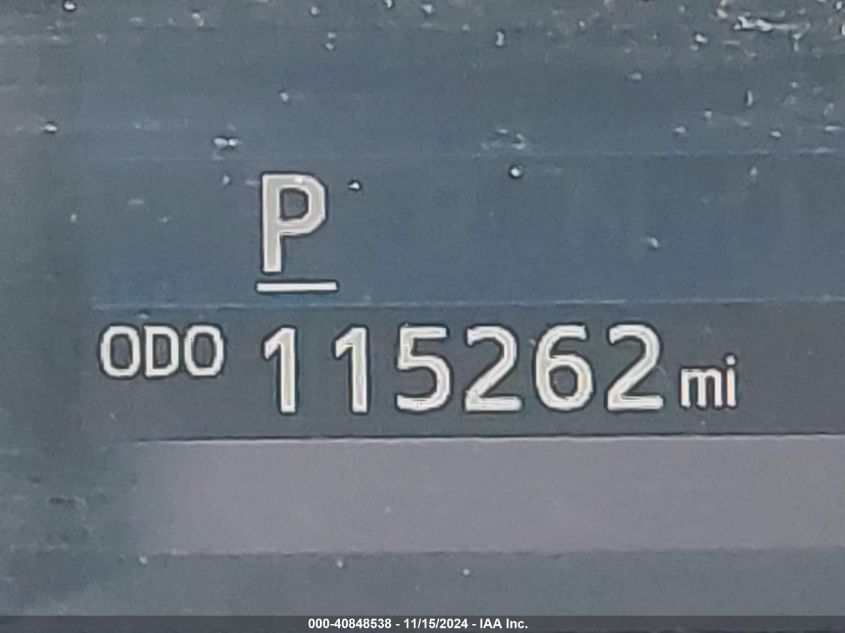 P
ODO 115262 mi
000-40848538 - 11/15/2024 - IAA Inc.